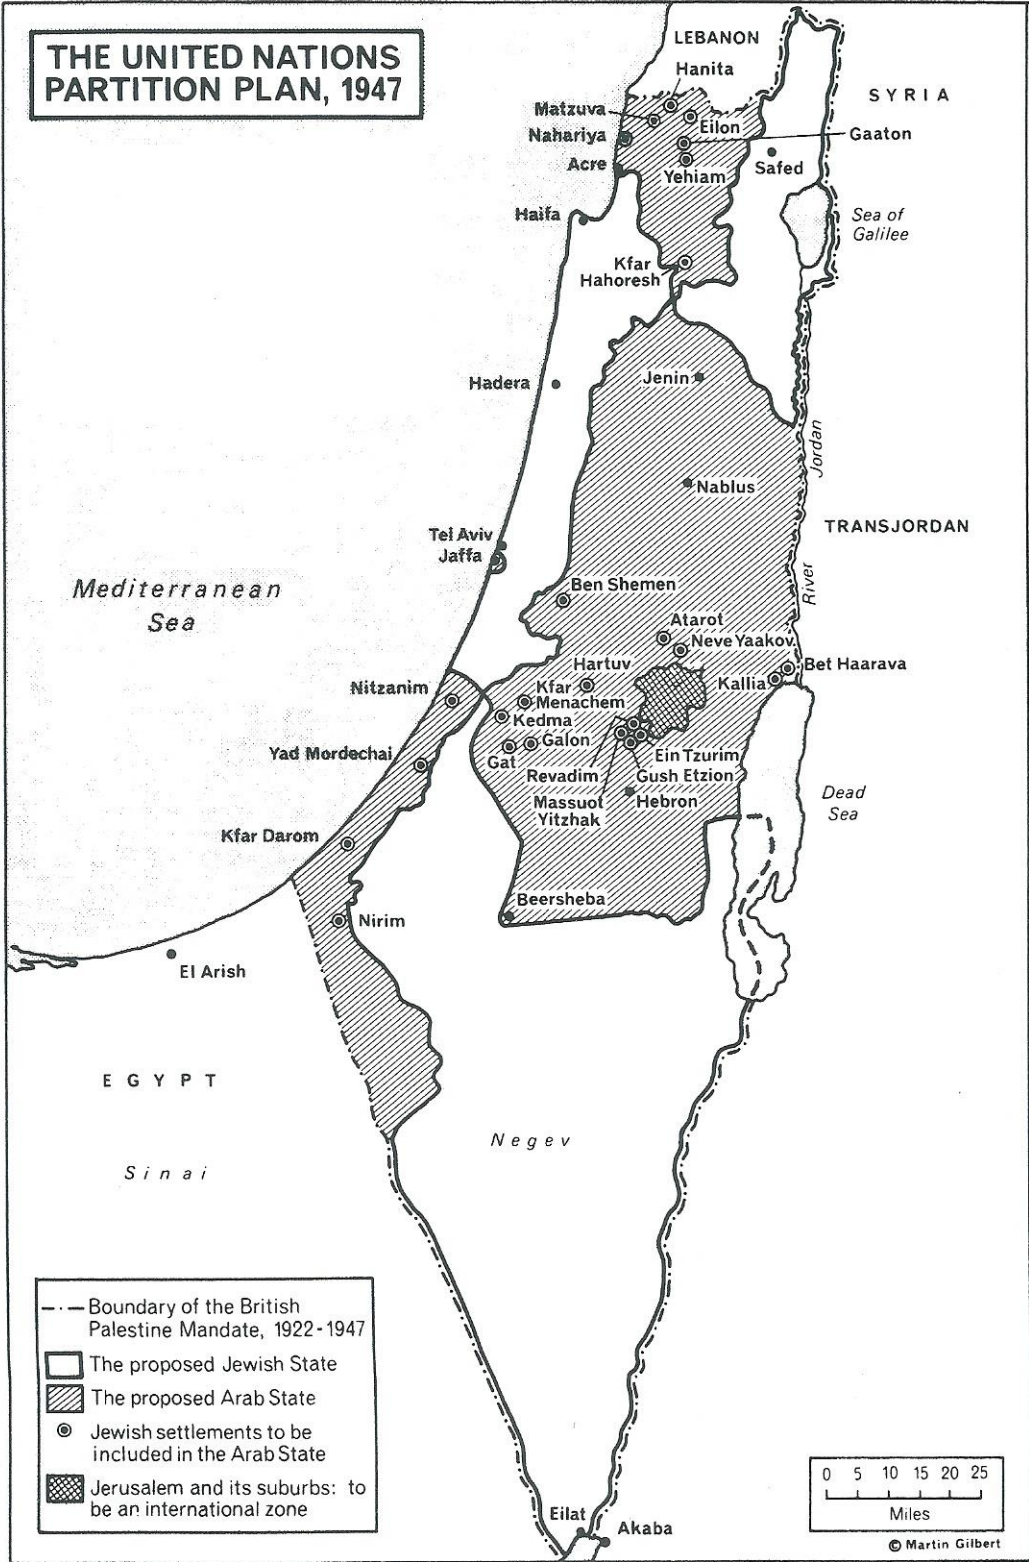 THE UNITED NATIONS
PARTITION PLAN, 1947
LEBANON
Hanita
SYRIA
Matzuva
Eilon
Nahariya
Gaaton
Acre
Yehiam
Safed
Haifa
Sea of
Galilee
Kfar
Hahoresh
Hadera
Jenin
Jordan
Nablus
TRANSJORDAN
Tel Aviv
Jaffa
Mediterranean
Sea
Ben Shemen
River
Atarot
Neve Yaakov
Hartuv
Bet Haarava
Kallia
Nitzanim
Kfar
Menachem
Kedma
Yad Mordechai
Galon
Gat
Ein Tzurim
Revadim
Gush Etzion
Massuot
Yitzhak
Hebron
Dead
Sea
Kfar Darom
Beersheba
Nirim
El Arish
EGYPT
Negev
Sinai
Boundary of the British
Palestine Mandate, 1922-1947
The proposed Jewish State
The proposed Arab State
Jewish settlements to be
included in the Arab State
Jerusalem and its suburbs: to
be an international zone
0 5 10 15 20 25
Miles
Eilat
Akaba
© Martin Gilbert